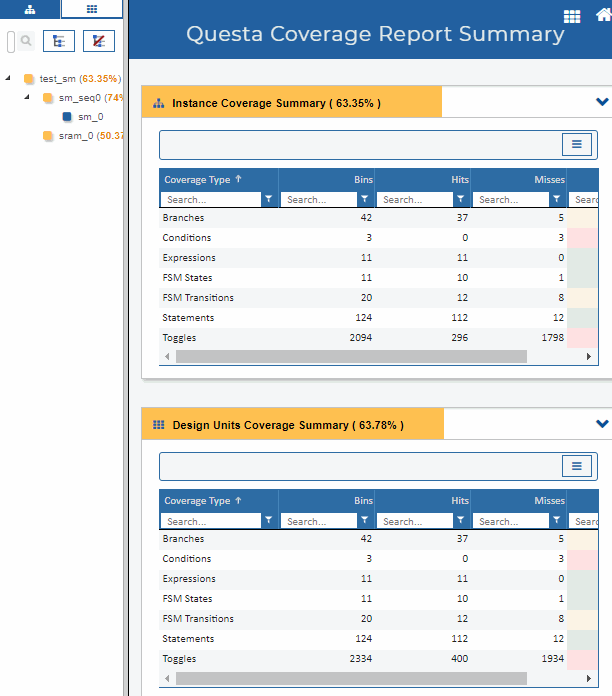 Questa Coverage Report Summary
test_sm (63.35%)
sm_seq0 (74%
sm_0
sram_0 (50.37
Instance Coverage Summary ( 63.35% )
Coverage Type ↑ Bins Hits Misses
Search... Search... Search... Search... Searc
Branches 42 37 5
Conditions 3 0 3
Expressions 11 11 0
FSM States 11 10 1
FSM Transitions 20 12 8
Statements 124 112 12
Toggles 2094 296 1798
Design Units Coverage Summary ( 63.78% )
Coverage Type ↑ Bins Hits Misses
Search... Search... Search... Search... Searc
Branches 42 37 5
Conditions 3 0 3
Expressions 11 11 0
FSM States 11 10 1
FSM Transitions 20 12 8
Statements 124 112 12
Toggles 2334 400 1934